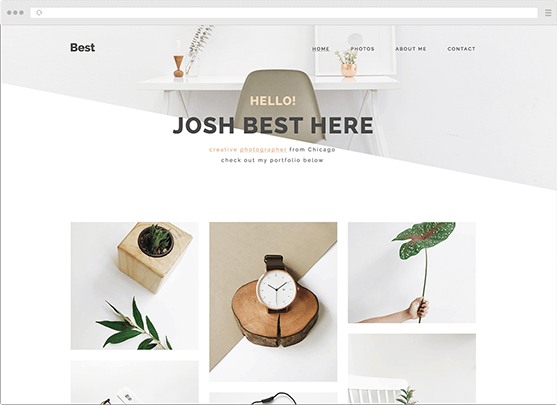 Best
HOME PHOTOS ABOUT ME CONTACT
HELLO!
JOSH BEST HERE
creative photographer from Chicago
check out my portfolio below